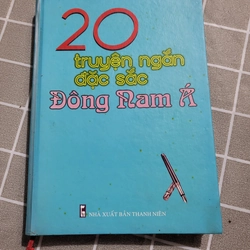 20
truyện ngắn
đặc sắc
Đông Nam Á
NHÀ XUẤT BẢN THANH NIÊN